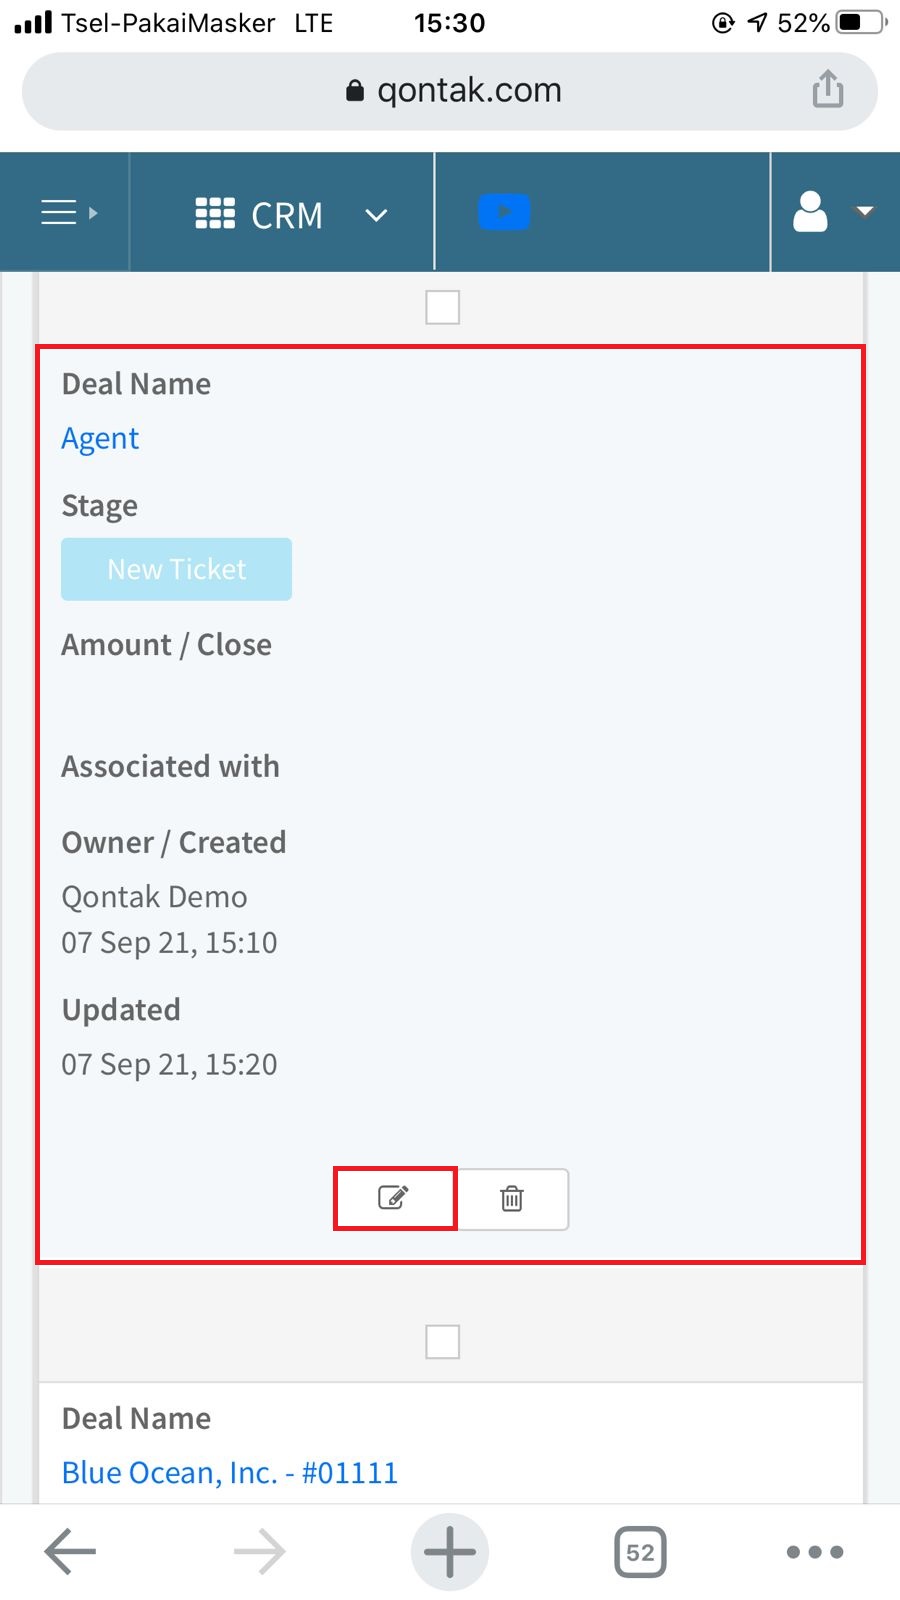 Tsel-PakaiMasker LTE 15:30 52%
qontak.com
CRM
Deal Name
Agent
Stage
New Ticket
Amount / Close
Associated with
Owner / Created
Qontak Demo
07 Sep 21, 15:10
Updated
07 Sep 21, 15:20
Deal Name
Blue Ocean, Inc. - #01111
52